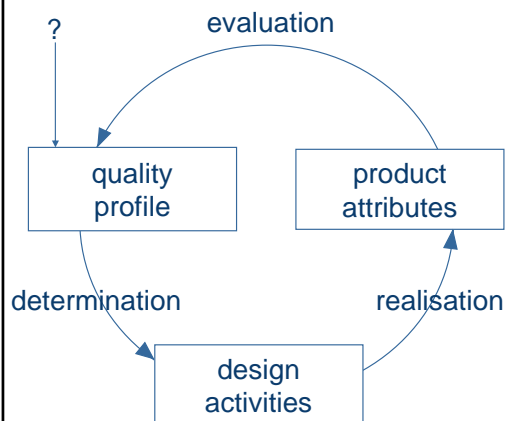 ?
evaluation
quality
profile
product
attributes
determination
realisation
design
activities